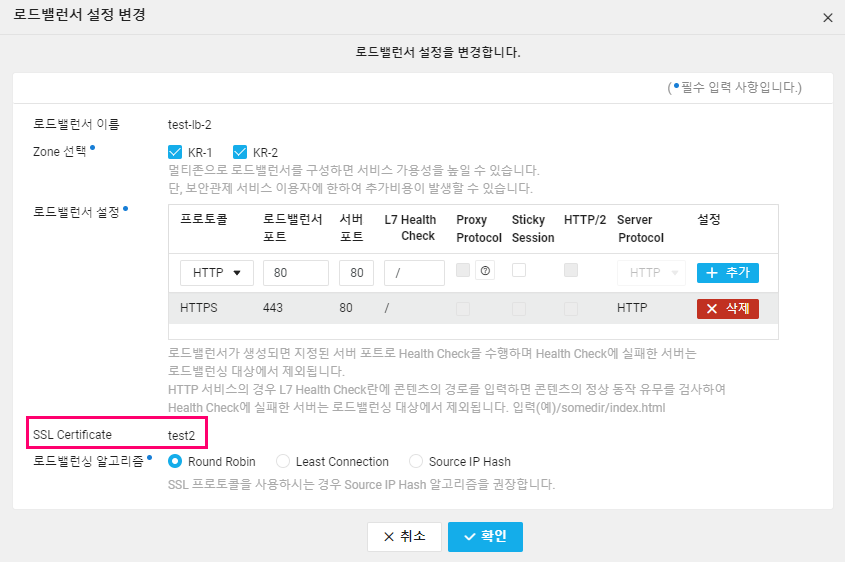 로드밸런서 설정 변경
로드밸런서 설정을 변경합니다.
( •필수 입력 사항입니다.)
로드밸런서 이름 test-lb-2
Zone 선택• KR-1 KR-2
멀티존으로 로드밸런서를 구성하면 서비스 가용성을 높일 수 있습니다.
단, 보안관제 서비스 이용자에 한하여 추가비용이 발생할 수 있습니다.
로드밸런서 설정•
프로토콜 로드밸런서 포트 서버 포트 L7 Health Check Proxy Protocol Sticky Session HTTP/2 Server Protocol 설정
HTTP 80 80 / HTTP + 추가
HTTPS 443 80 / HTTP × 삭제
로드밸런서가 생성되면 지정된 서버 포트로 Health Check를 수행하며 Health Check에 실패한 서버는
로드밸런싱 대상에서 제외됩니다.
HTTP 서비스의 경우 L7 Health Check란에 콘텐츠의 경로를 입력하면 콘텐츠의 정상 동작 유무를 검사하여
Health Check에 실패한 서버는 로드밸런싱 대상에서 제외됩니다. 입력(예)/somedir/index.html
SSL Certificate test2
로드밸런싱 알고리즘• Round Robin Least Connection Source IP Hash
SSL 프로토콜을 사용하시는 경우 Source IP Hash 알고리즘을 권장합니다.
× 취소 확인